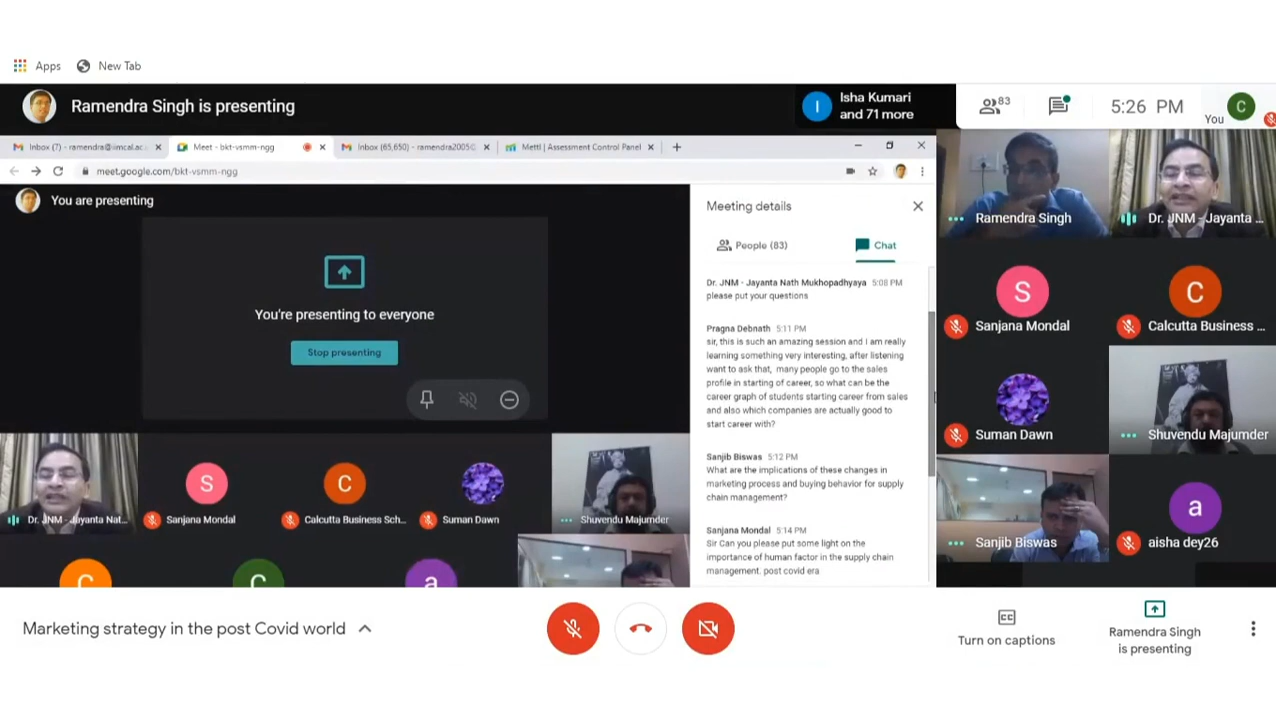 Apps New Tab
Ramendra Singh is presenting
I Isha Kumari
and 71 more
83
5:26 PM
You C
Inbox (7) - ramendra@iimcal.ac. Meet - bkt-vsmm-ngg Inbox (65,650) - ramendra2005 Mettl | Assessment Control Panel
meet.google.com/bkt-vsmm-ngg
You are presenting
You're presenting to everyone
Stop presenting
Dr. JNM - Jayanta Nat...
S
Sanjana Mondal
C
Calcutta Business Sch...
Suman Dawn
Shuvendu Majumder
C
C
a
Meeting details
People (83) Chat
Dr. JNM - Jayanta Nath Mukhopadhyaya 5:08 PM
please put your questions
Pragna Debnath 5:11 PM
sir, this is such an amazing session and I am really
learning something very interesting, after listening
want to ask that, many people go to the sales
profile in starting of career, so what can be the
career graph of students starting career from sales
and also which companies are actually good to
start career with?
Sanjib Biswas 5:12 PM
What are the implications of these changes in
marketing process and buying behavior for supply
chain management?
Sanjana Mondal 5:14 PM
Sir Can you please put some light on the
importance of human factor in the supply chain
management. post covid era
Ramendra Singh
Dr. JNM - Jayanta ...
S
Sanjana Mondal
C
Calcutta Business ...
Suman Dawn
Shuvendu Majumder
Sanjib Biswas
a
aisha dey26
Marketing strategy in the post Covid world
CC
Turn on captions
Ramendra Singh
is presenting